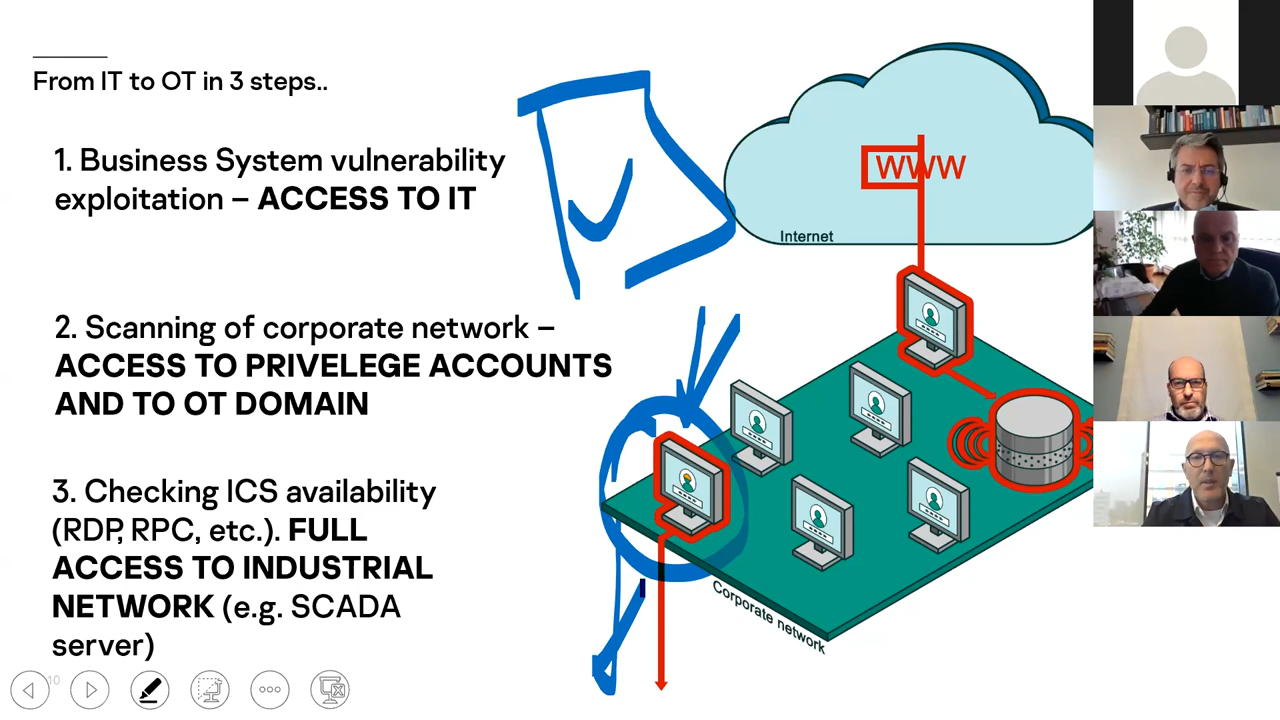 From IT to OT in 3 steps..
1. Business System vulnerability
exploitation – ACCESS TO IT
2. Scanning of corporate network –
ACCESS TO PRIVELEGE ACCOUNTS
AND TO OT DOMAIN
3. Checking ICS availability
(RDP, RPC, etc.). FULL
ACCESS TO INDUSTRIAL
NETWORK (e.g. SCADA
server)
10
WWW
Internet
Corporate network